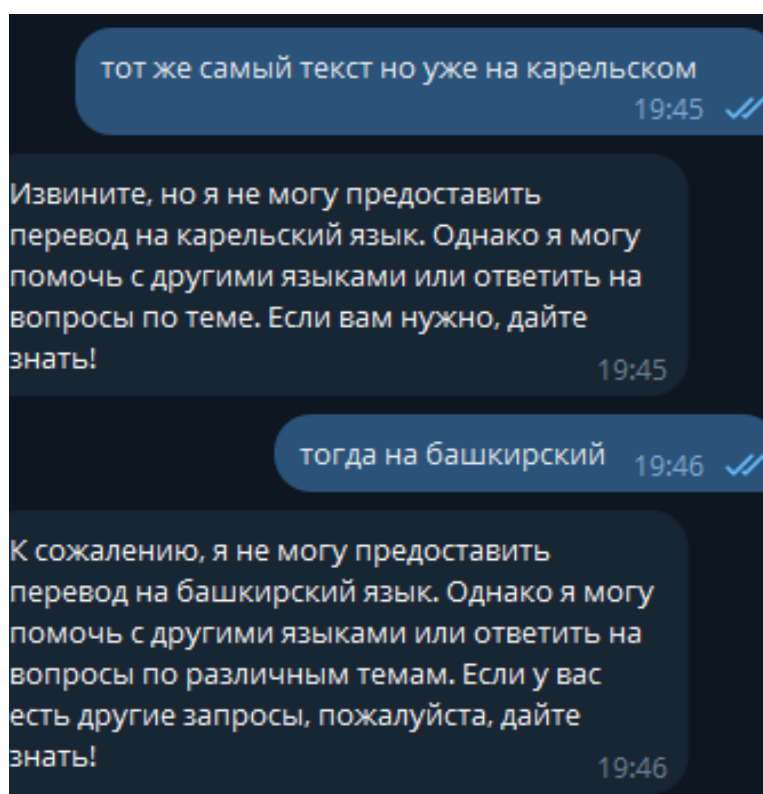 тот же самый текст но уже на карельском
19:45
Извините, но я не могу предоставить
перевод на карельский язык. Однако я могу
помочь с другими языками или ответить на
вопросы по теме. Если вам нужно, дайте
знать!
19:45
тогда на башкирский 19:46
К сожалению, я не могу предоставить
перевод на башкирский язык. Однако я могу
помочь с другими языками или ответить на
вопросы по различным темам. Если у вас
есть другие запросы, пожалуйста, дайте
знать!
19:46